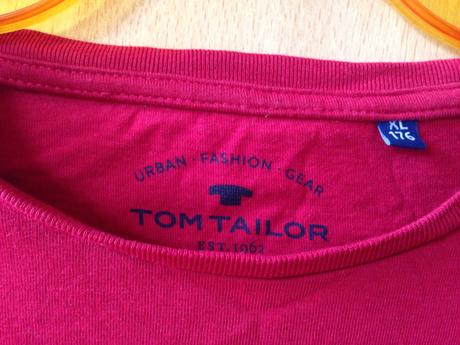 XL
176
URBAN · FASHION · GEAR
TOM TAILOR
EST. 1962